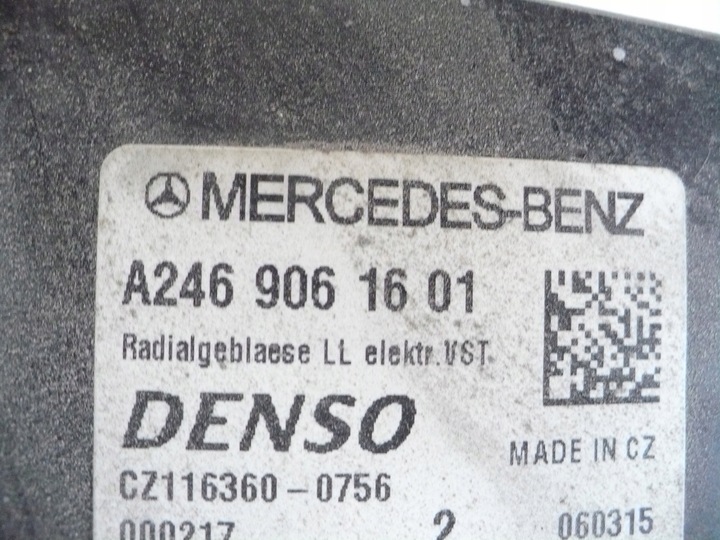 MERCEDES-BENZ
A246 906 16 01
Radialgeblaese LL elektr.VST
DENSO
MADE IN CZ
CZ116360-0756
000217 2 060315